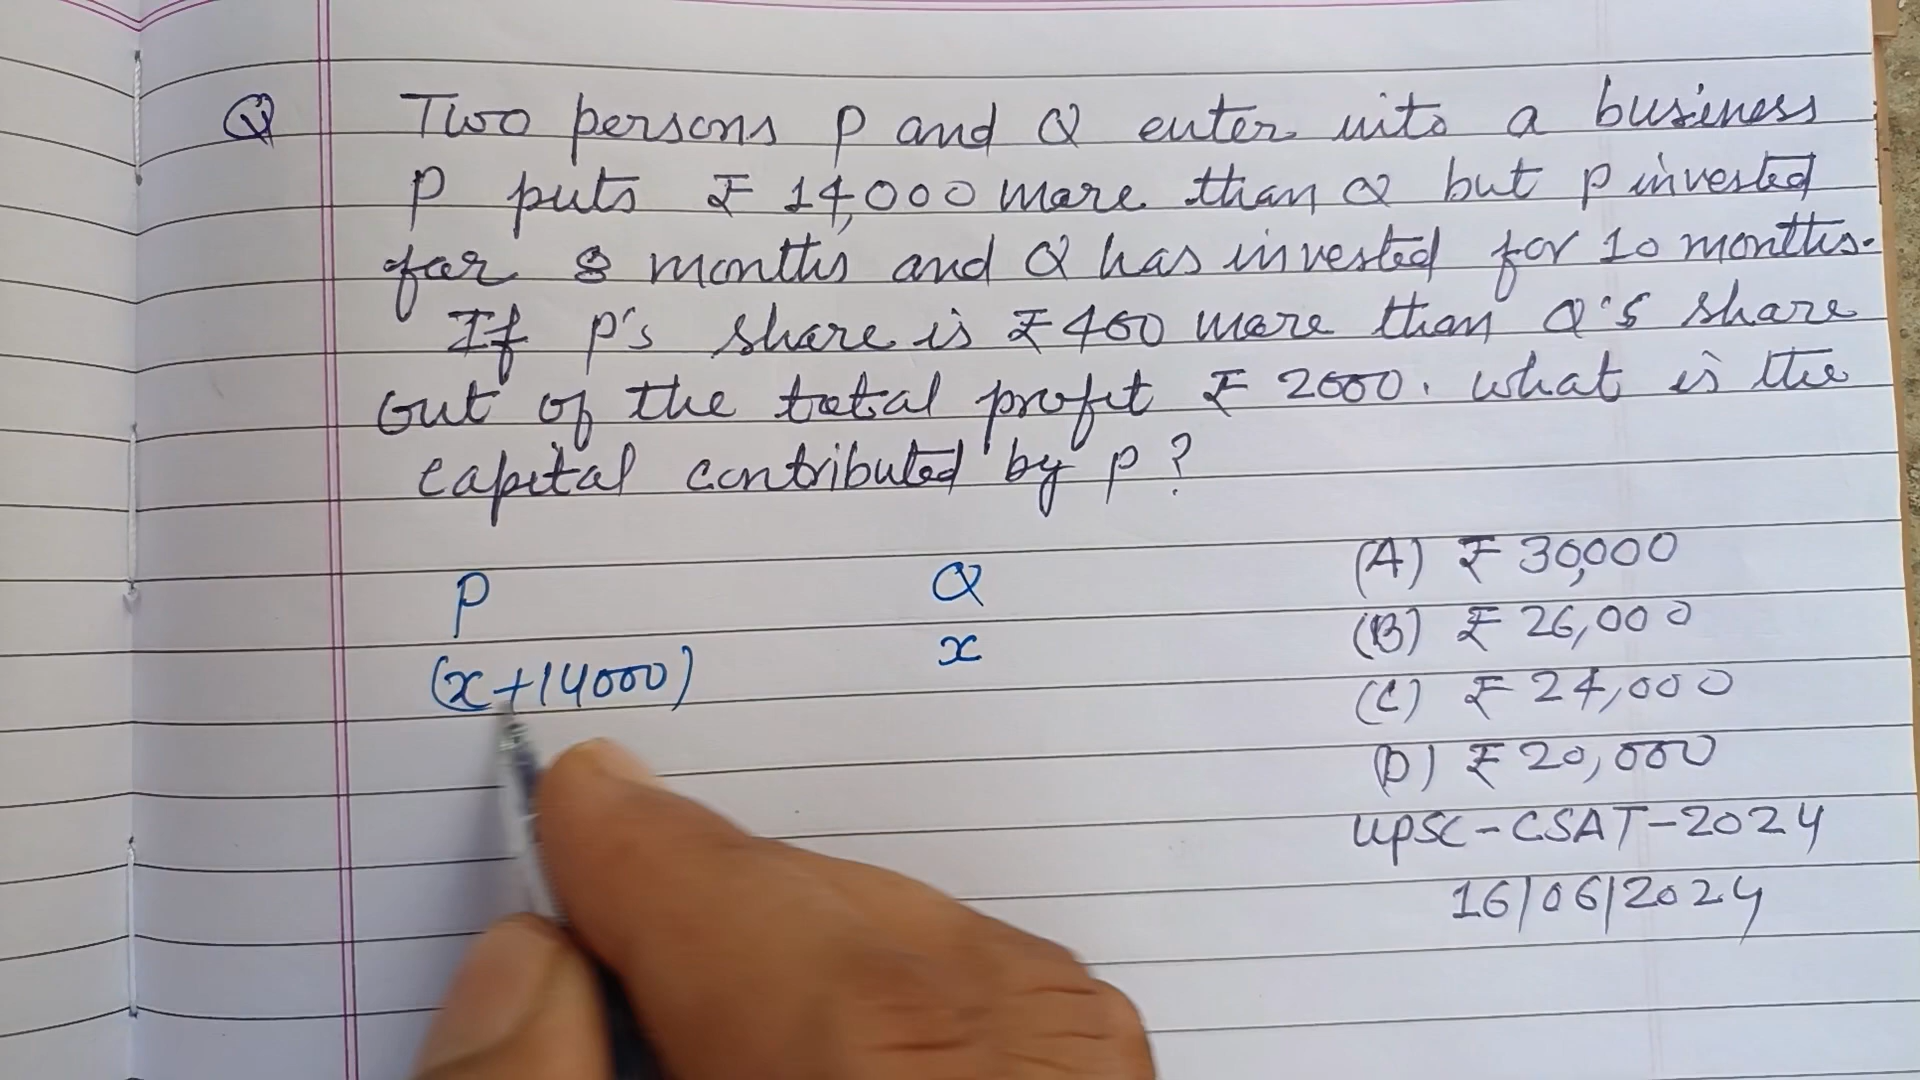 Q Two persons P and Q enter into a business
P puts ₹ 14,000 more than Q but P invested
for 8 months and Q has invested for 10 months.
If P's share is ₹ 400 more than Q's share
out of the total profit ₹ 2000. what is the
capital contributed by P?
P Q
(x+14000) x
(A) ₹ 30,000
(B) ₹ 26,000
(C) ₹ 24,000
(D) ₹ 20,000
UPSC-CSAT-2024
16/06/2024